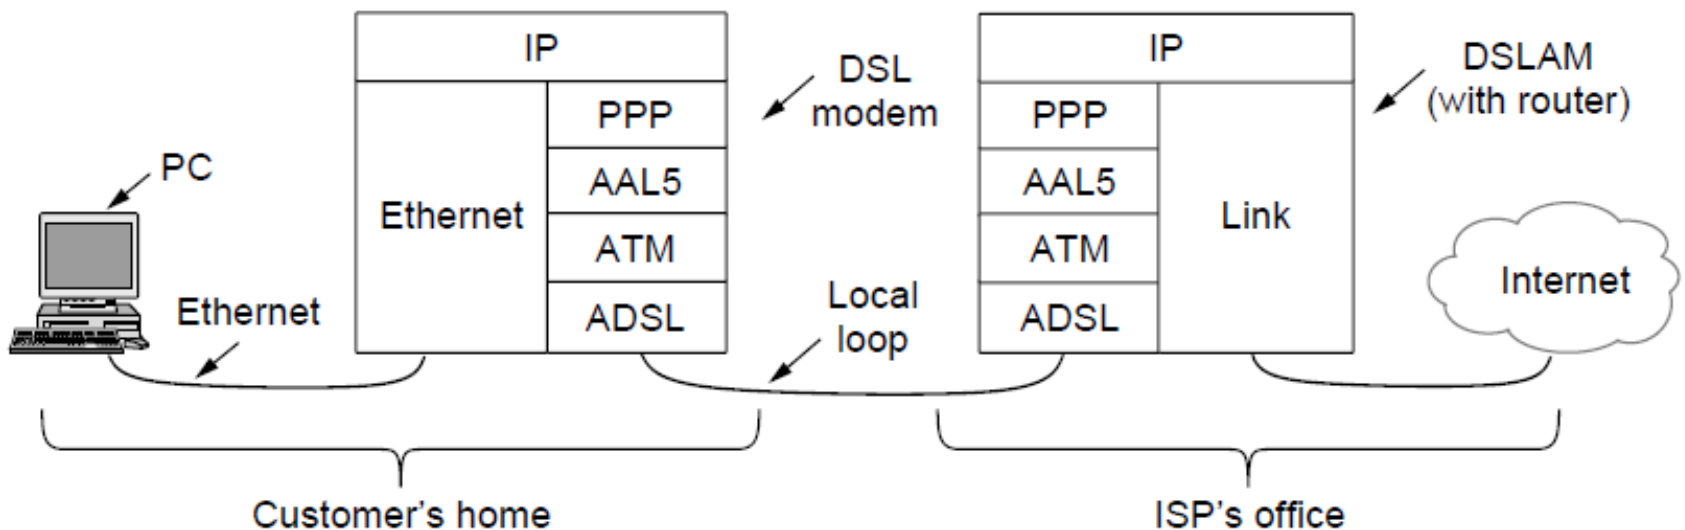 PC
Ethernet
IP
Ethernet
PPP
AAL5
ATM
ADSL
DSL
modem
Local
loop
IP
PPP
AAL5
ATM
ADSL
Link
DSLAM
(with router)
Internet
Customer's home
ISP's office